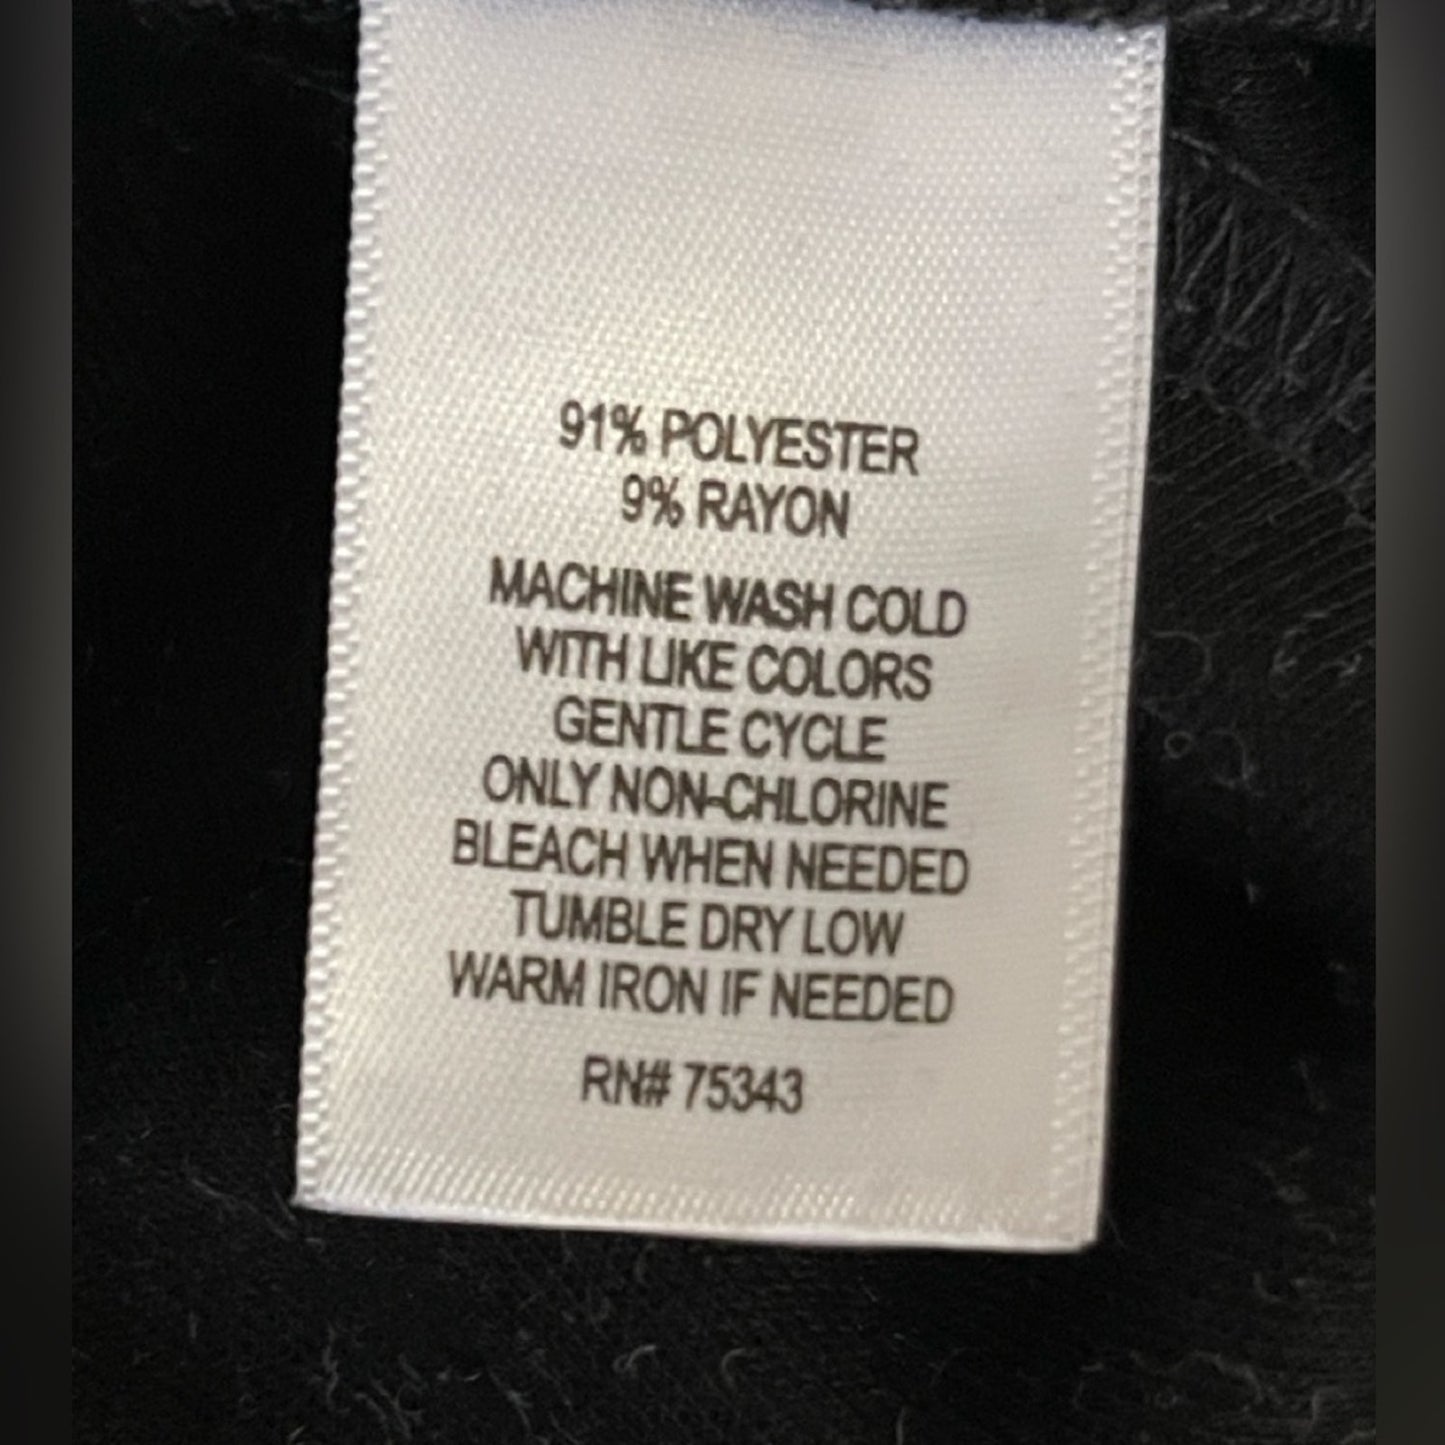 91% POLYESTER
9% RAYON
MACHINE WASH COLD
WITH LIKE COLORS
GENTLE CYCLE
ONLY NON-CHLORINE
BLEACH WHEN NEEDED
TUMBLE DRY LOW
WARM IRON IF NEEDED
RN# 75343